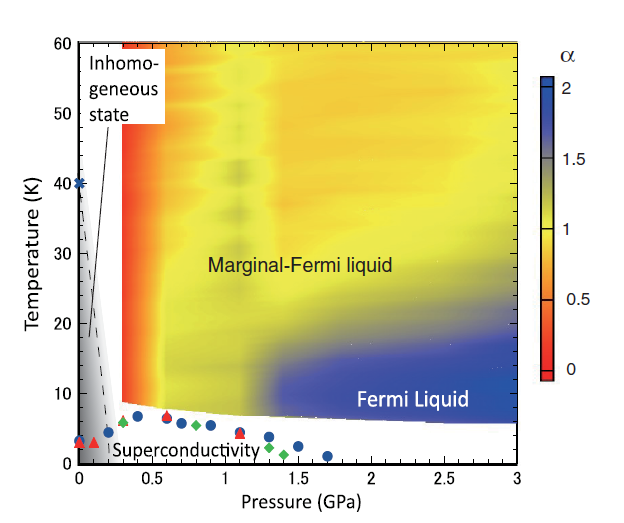 60
50
40
30
20
10
0
Temperature (K)
Inhomo-
geneous
state
Marginal-Fermi liquid
Fermi Liquid
Superconductivity
0 0.5 1 1.5 2 2.5 3
Pressure (GPa)
α
2
1.5
1
0.5
0